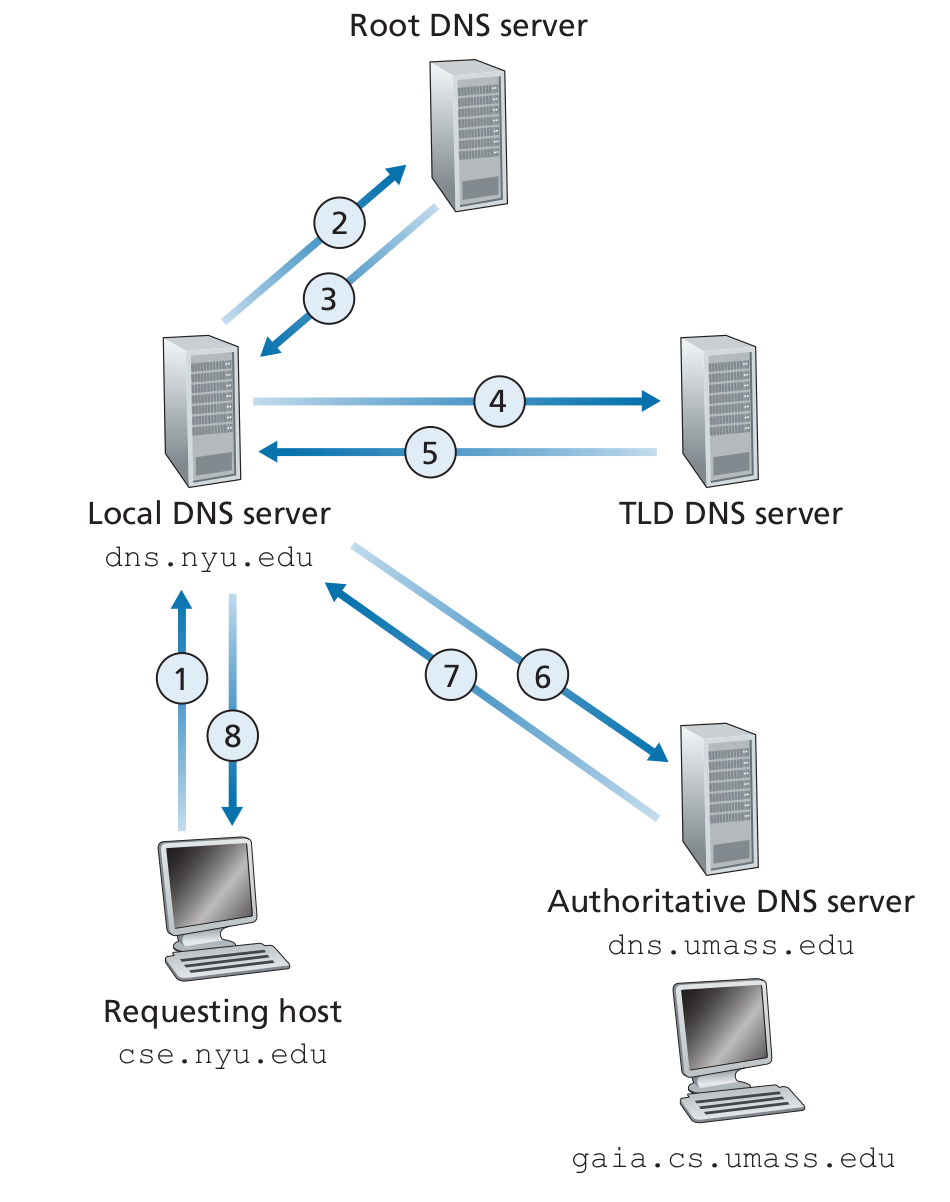 Root DNS server
2
3
4
5
Local DNS server
dns.nyu.edu
TLD DNS server
1
8
7
6
Authoritative DNS server
dns.umass.edu
Requesting host
cse.nyu.edu
gaia.cs.umass.edu